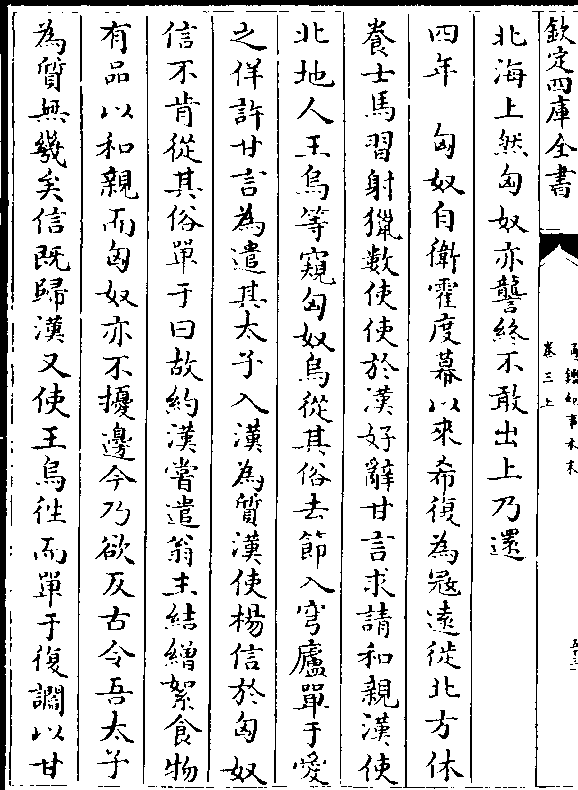 欽定四庫全書
卷三上
北海上然匈奴亦讋終不敢出上乃還
四年 匈奴自衛霍度幕以來希復為冦遠徙北方休
養士馬習射獵數使使於漢好辭甘言求請和親漢使
北地人王烏等窺匈奴烏從其俗去節入穹廬單于愛
之佯許甘言為遣其太子入漢為質漢使楊信於匈奴
信不肯從其俗單于曰故約漢嘗遣翁主結繒絮食物
有品以和親而匈奴亦不擾邊今乃欲反古令吾太子
為質無幾矣信既歸漢又使王烏往而單于復讇以甘